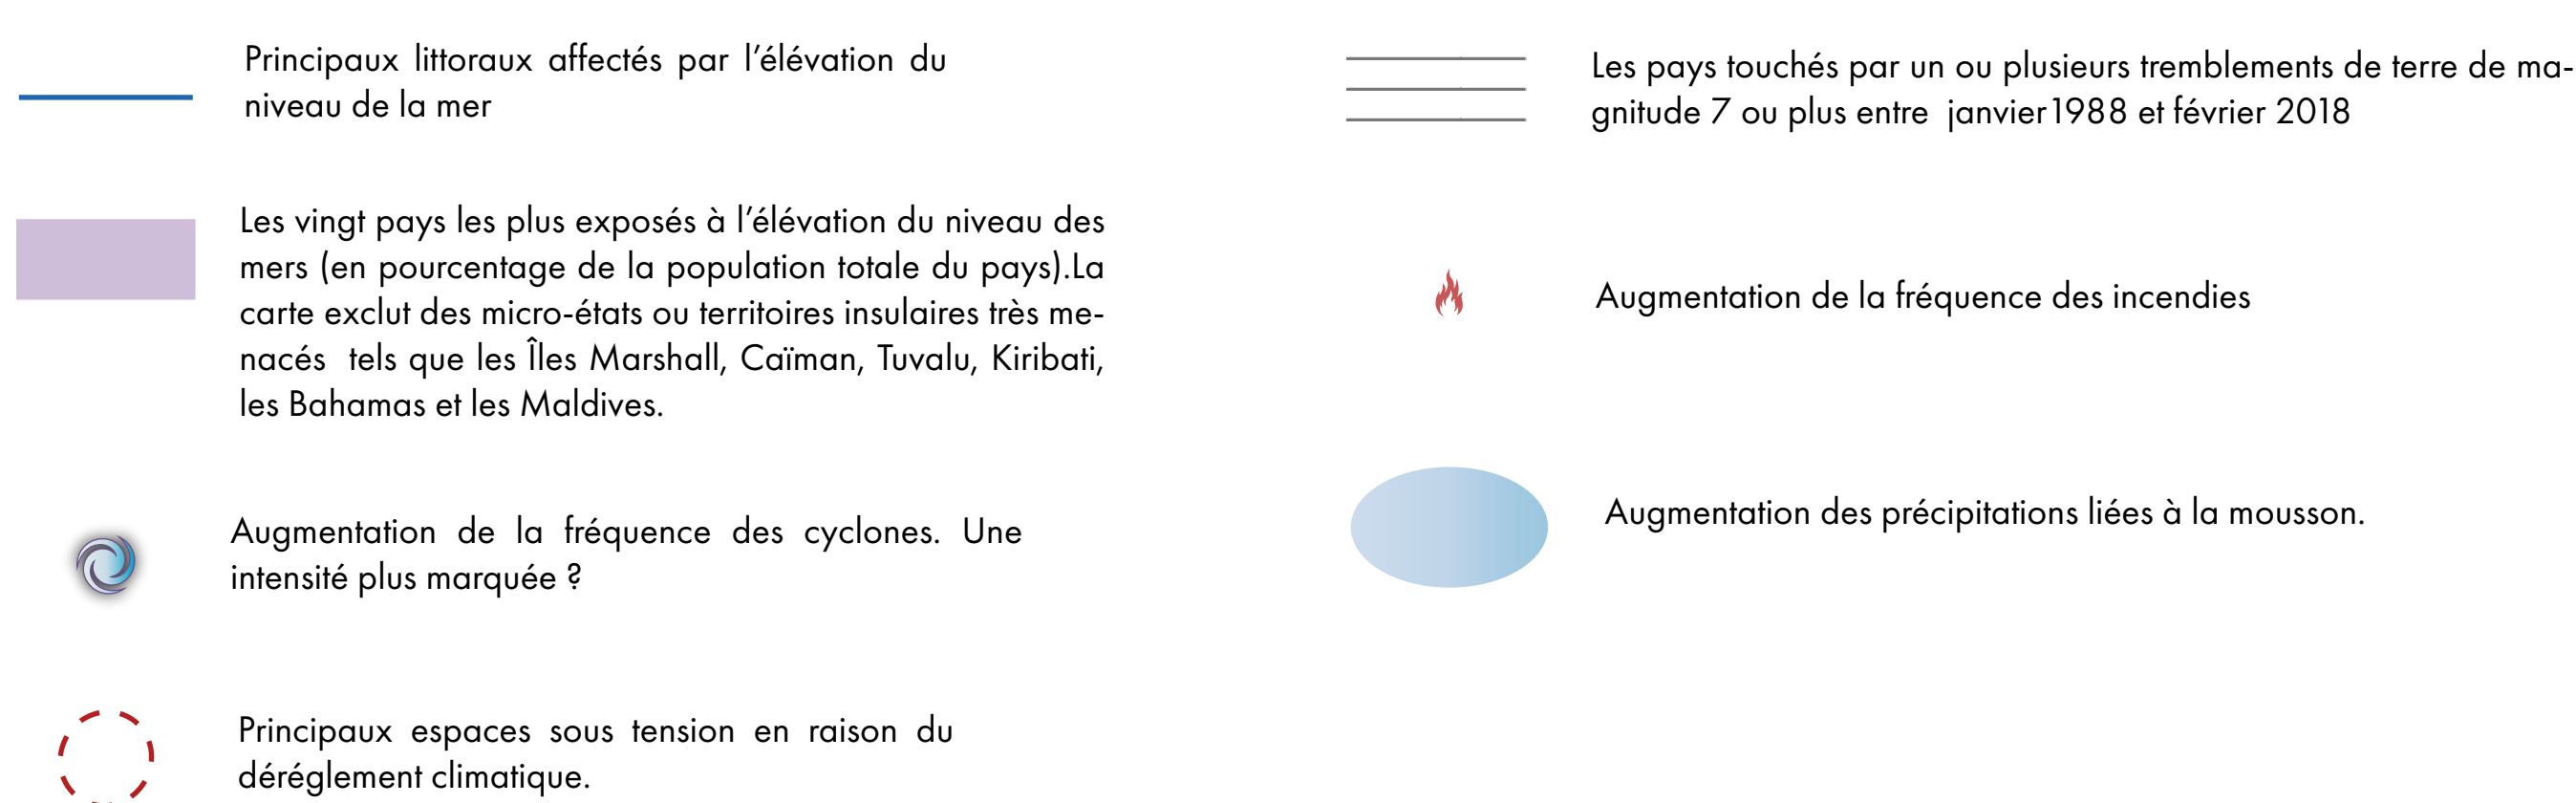 Principaux littoraux affectés par l'élévation du
niveau de la mer
Les vingt pays les plus exposés à l'élévation du niveau des
mers (en pourcentage de la population totale du pays).La
carte exclut des micro-états ou territoires insulaires très me-
nacés tels que les Îles Marshall, Caïman, Tuvalu, Kiribati,
les Bahamas et les Maldives.
Augmentation de la fréquence des cyclones. Une
intensité plus marquée ?
Principaux espaces sous tension en raison du
déréglement climatique.
Les pays touchés par un ou plusieurs tremblements de terre de ma-
gnitude 7 ou plus entre janvier1988 et février 2018
Augmentation de la fréquence des incendies
Augmentation des précipitations liées à la mousson.